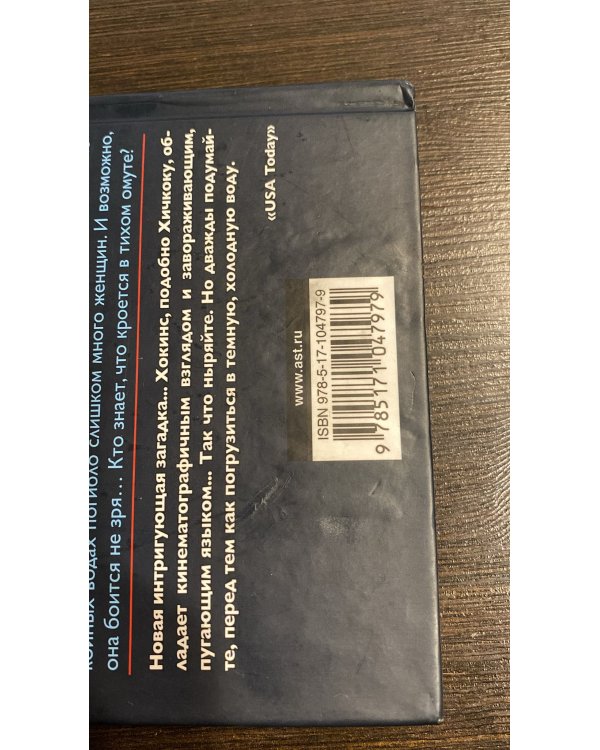 водах погибло слишком много женщин. И возможно,
она боится не зря... Кто знает, что кроется в тихом омуте?
Новая интригующая загадка... Хокинс, подобно Хичкоку, об-
ладает кинематографичным взглядом и завораживающим,
пугающим языком... Так что ныряйте. Но дважды подумай-
те, перед тем как погрузиться в темную, холодную воду.
«USA Today»
www.ast.ru
ISBN 978-5-17-104797-9
9 785171 047979